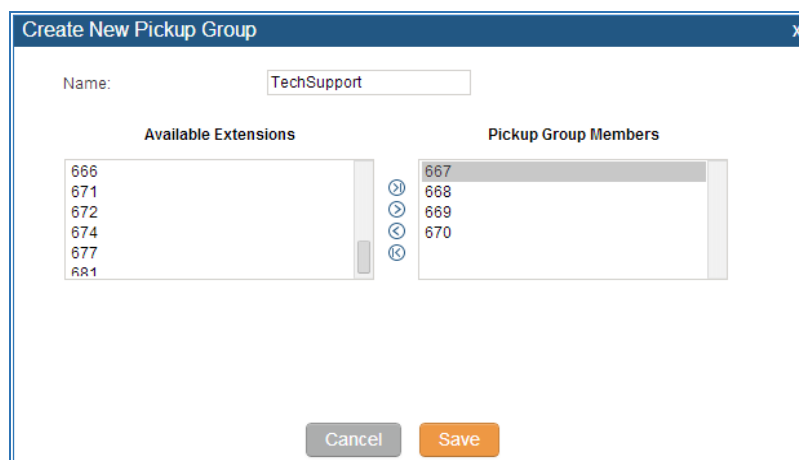 Create New Pickup Group x
Name: TechSupport
Available Extensions Pickup Group Members
666 667
671 668
672 669
674 670
677
681
Cancel Save